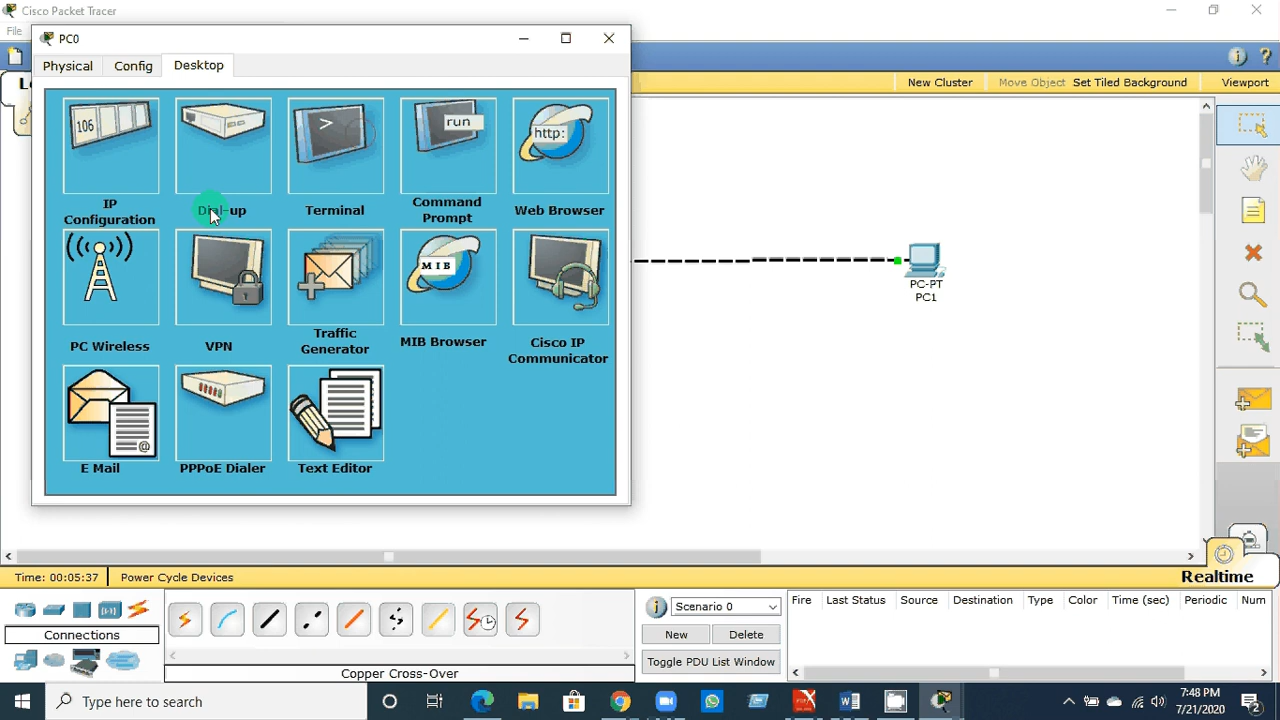 Cisco Packet Tracer
File
PC0
Physical
Config
Desktop
New Cluster
Move Object
Set Tiled Background
Viewport
106
>
run
http:
IP
Configuration
Dial-up
Terminal
Command
Prompt
Web Browser
MIB
PC Wireless
VPN
Traffic
Generator
MIB Browser
Cisco IP
Communicator
@
E Mail
PPPoE Dialer
Text Editor
PC-PT
PC1
Time: 00:05:37
Power Cycle Devices
Realtime
Connections
Copper Cross-Over
Scenario 0
New
Delete
Toggle PDU List Window
Fire
Last Status
Source
Destination
Type
Color
Time (sec)
Periodic
Num
Type here to search
7:48 PM
7/21/2020
2